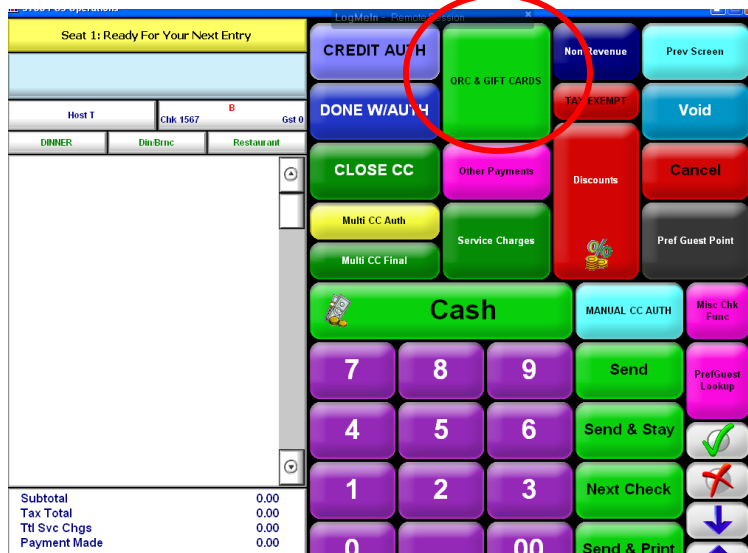 3700 POS Operations
LogMeIn - Remote Session
Seat 1: Ready For Your Next Entry
Host T
Chk 1567
B
Gst 0
DINNER
Din/Brnc
Restaurant
Subtotal 0.00
Tax Total 0.00
Ttl Svc Chgs 0.00
Payment Made 0.00
CREDIT AUTH
QRC & GIFT CARDS
Non Revenue
Prev Screen
DONE W/AUTH
TAX EXEMPT
Void
CLOSE CC
Other Payments
Discounts
Cancel
Multi CC Auth
Multi CC Final
Service Charges
Pref Guest Point
Cash
MANUAL CC AUTH
Misc Chk
Func
7 8 9
Send
PrefGuest
Lookup
4 5 6
Send & Stay
1 2 3
Next Check
0 00
Send & Print